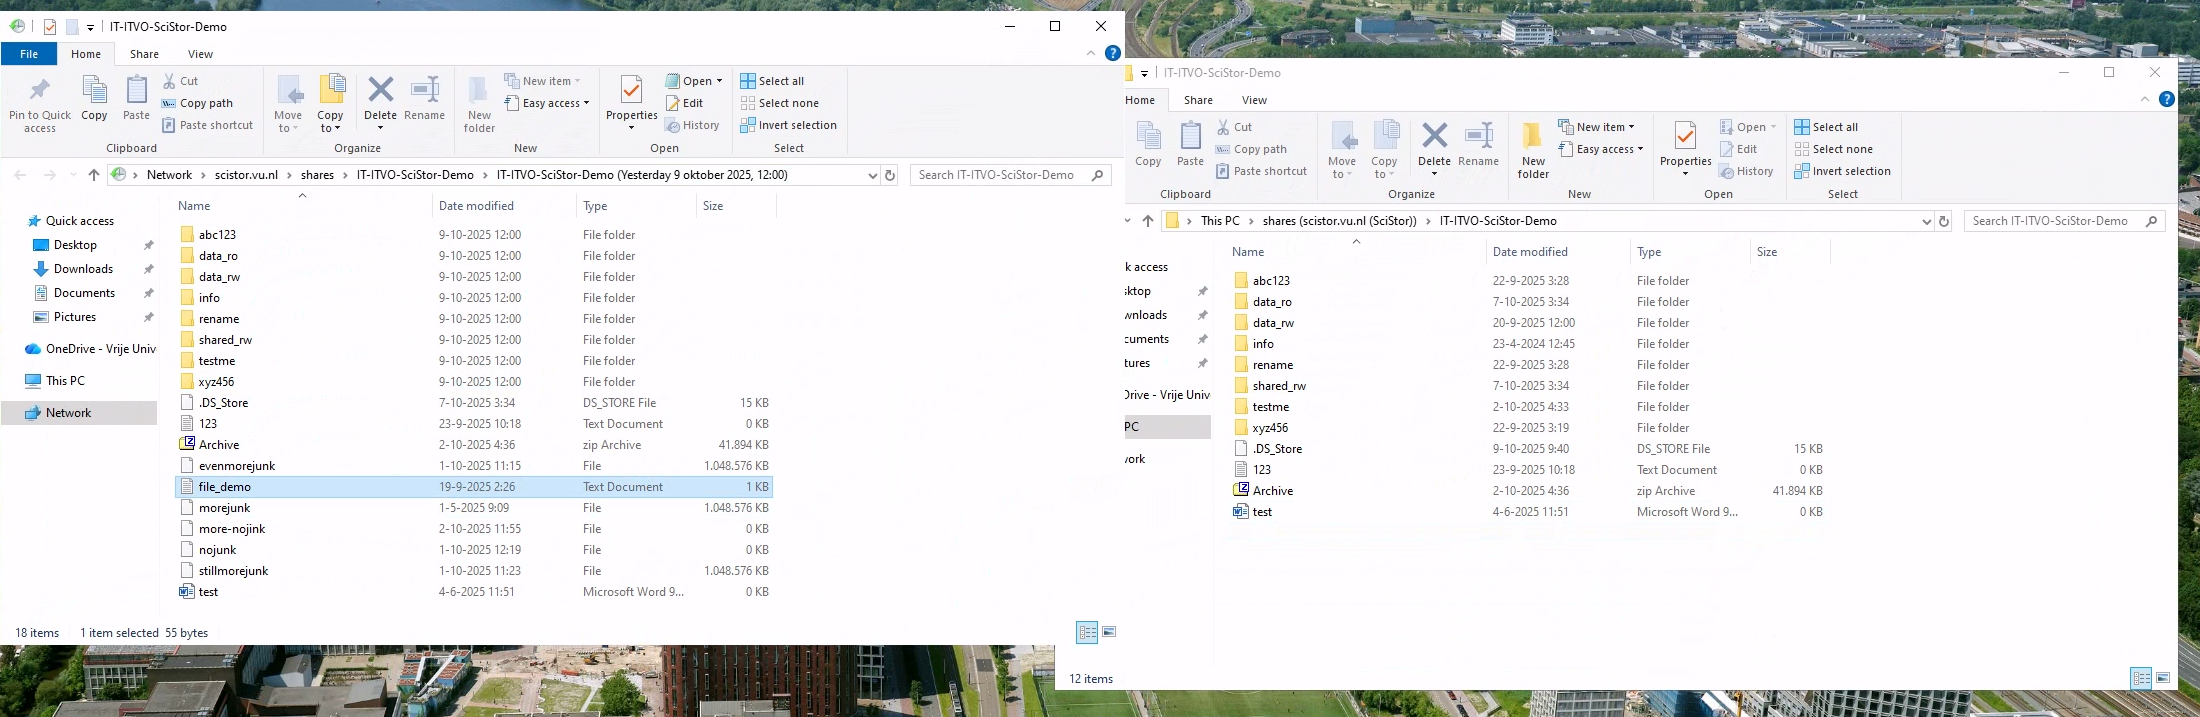 IT-ITVO-SciStor-Demo
File Home Share View
Pin to Quick access
Copy
Paste
Cut
Copy path
Paste shortcut
Clipboard
Move to
Copy to
Delete
Rename
Organize
New folder
New item
Easy access
New
Properties
Open
Edit
History
Open
Select all
Select none
Invert selection
Select
Network > scistor.vu.nl > shares > IT-ITVO-SciStor-Demo > IT-ITVO-SciStor-Demo (Yesterday 9 oktober 2025, 12:00)
Search IT-ITVO-SciStor-Demo
Quick access
Desktop
Downloads
Documents
Pictures
OneDrive - Vrije Univ
This PC
Network
Name Date modified Type Size
abc123 9-10-2025 12:00 File folder
data_ro 9-10-2025 12:00 File folder
data_rw 9-10-2025 12:00 File folder
info 9-10-2025 12:00 File folder
rename 9-10-2025 12:00 File folder
shared_rw 9-10-2025 12:00 File folder
testme 9-10-2025 12:00 File folder
xyz456 9-10-2025 12:00 File folder
.DS_Store 7-10-2025 3:34 DS_STORE File 15 KB
123 23-9-2025 10:18 Text Document 0 KB
Archive 2-10-2025 4:36 zip Archive 41.894 KB
evenmorejunk 1-10-2025 11:15 File 1.048.576 KB
file_demo 19-9-2025 2:26 Text Document 1 KB
morejunk 1-5-2025 9:09 File 1.048.576 KB
more-nojink 2-10-2025 11:55 File 0 KB
nojunk 1-10-2025 12:19 File 0 KB
stillmorejunk 1-10-2025 11:23 File 1.048.576 KB
test 4-6-2025 11:51 Microsoft Word 9... 0 KB
18 items 1 item selected 55 bytes
IT-ITVO-SciStor-Demo
Home Share View
Copy
Paste
Cut
Copy path
Paste shortcut
Clipboard
Move to
Copy to
Delete
Rename
Organize
New folder
New item
Easy access
New
Properties
Open
Edit
History
Open
Select all
Select none
Invert selection
Select
This PC > shares (scistor.vu.nl (SciStor)) > IT-ITVO-SciStor-Demo
Search IT-ITVO-SciStor-Demo
k access
sktop
wnloads
cuments
tures
Drive - Vrije Univ
PC
work
Name Date modified Type Size
abc123 22-9-2025 3:28 File folder
data_ro 7-10-2025 3:34 File folder
data_rw 20-9-2025 12:00 File folder
info 23-4-2024 12:45 File folder
rename 22-9-2025 3:28 File folder
shared_rw 7-10-2025 3:34 File folder
testme 2-10-2025 4:33 File folder
xyz456 22-9-2025 3:19 File folder
.DS_Store 9-10-2025 9:40 DS_STORE File 15 KB
123 23-9-2025 10:18 Text Document 0 KB
Archive 2-10-2025 4:36 zip Archive 41.894 KB
test 4-6-2025 11:51 Microsoft Word 9... 0 KB
12 items